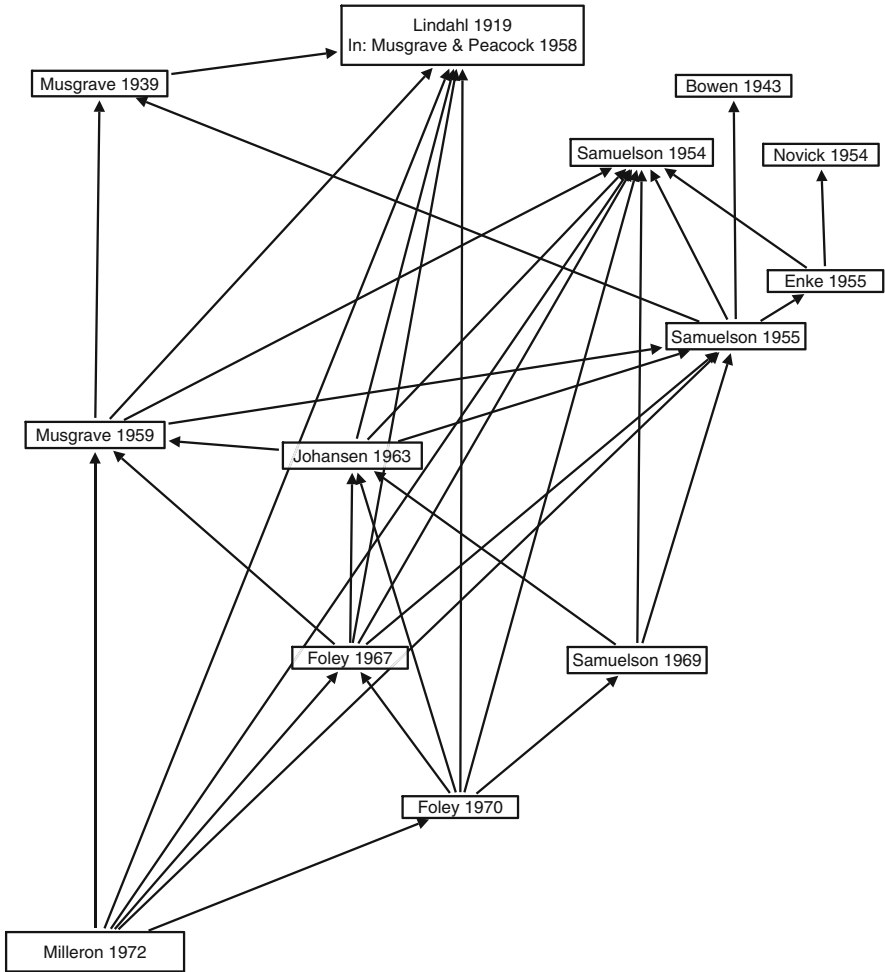 Lindahl 1919
In: Musgrave & Peacock 1958
Musgrave 1939
Bowen 1943
Samuelson 1954
Novick 1954
Enke 1955
Samuelson 1955
Musgrave 1959
Johansen 1963
Foley 1967
Samuelson 1969
Foley 1970
Milleron 1972